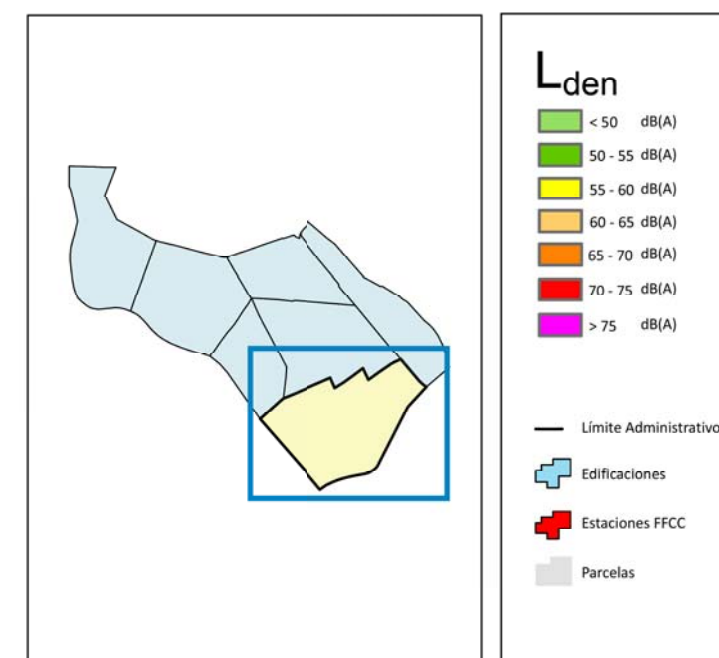 Lden
< 50 dB(A)
50 - 55 dB(A)
55 - 60 dB(A)
60 - 65 dB(A)
65 - 70 dB(A)
70 - 75 dB(A)
> 75 dB(A)
Límite Administrativo
Edificaciones
Estaciones FFCC
Parcelas